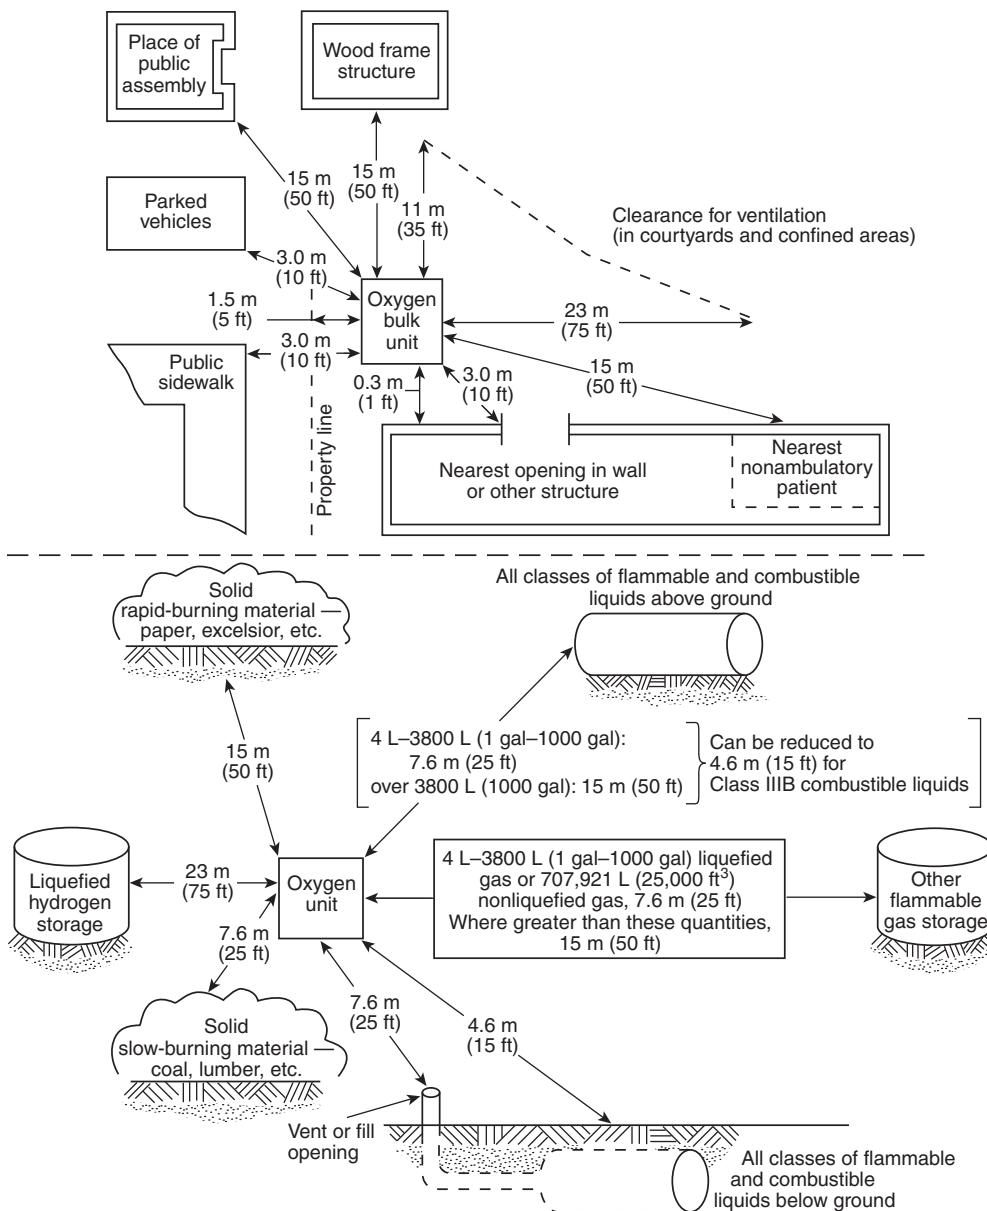 Place of
public
assembly
Wood frame
structure
15 m
(50 ft)
15 m
(50 ft)
11 m
(35 ft)
Clearance for ventilation
(in courtyards and confined areas)
Parked
vehicles
3.0 m
(10 ft)
1.5 m
(5 ft)
Oxygen
bulk
unit
23 m
(75 ft)
Public
sidewalk
3.0 m
(10 ft)
0.3 m
(1 ft)
3.0 m
(10 ft)
15 m
(50 ft)
Property line
Nearest opening in wall
or other structure
Nearest
nonambulatory
patient
Solid
rapid-burning material —
paper, excelsior, etc.
All classes of flammable and combustible
liquids above ground
15 m
(50 ft)
4 L–3800 L (1 gal–1000 gal):
7.6 m (25 ft)
over 3800 L (1000 gal): 15 m (50 ft)
Can be reduced to
4.6 m (15 ft) for
Class IIIB combustible liquids
Liquefied
hydrogen
storage
23 m
(75 ft)
Oxygen
unit
4 L–3800 L (1 gal–1000 gal) liquefied
gas or 707,921 L (25,000 ft³)
nonliquefied gas, 7.6 m (25 ft)
Where greater than these quantities,
15 m (50 ft)
Other
flammable
gas storage
7.6 m
(25 ft)
Solid
slow-burning material —
coal, lumber, etc.
7.6 m
(25 ft)
4.6 m
(15 ft)
Vent or fill
opening
All classes of flammable
and combustible
liquids below ground